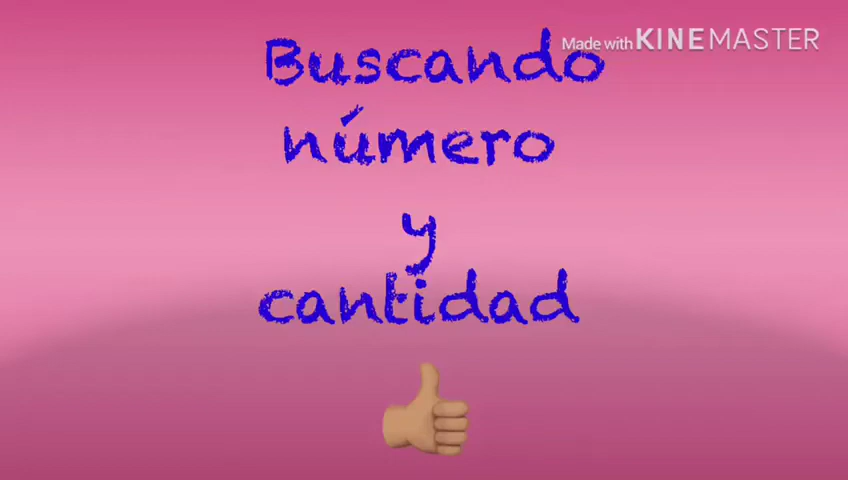 Made with KINEMASTER
Buscando
número
y
cantidad